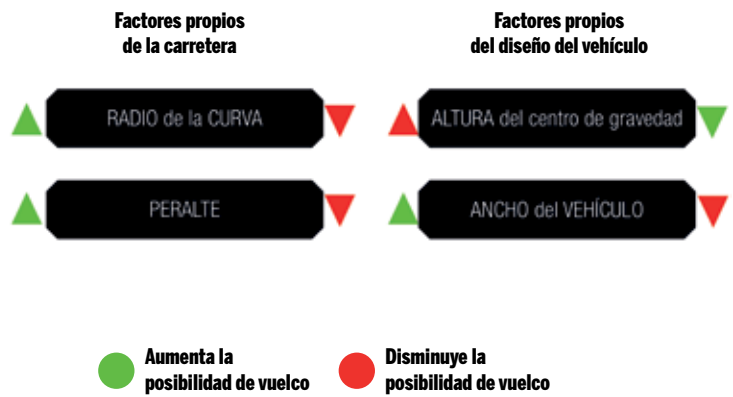 Factores propios
de la carretera
Factores propios
del diseño del vehículo
RADIO de la CURVA
ALTURA del centro de gravedad
PERALTE
ANCHO del VEHÍCULO
Aumenta la
posibilidad de vuelco
Disminuye la
posibilidad de vuelco